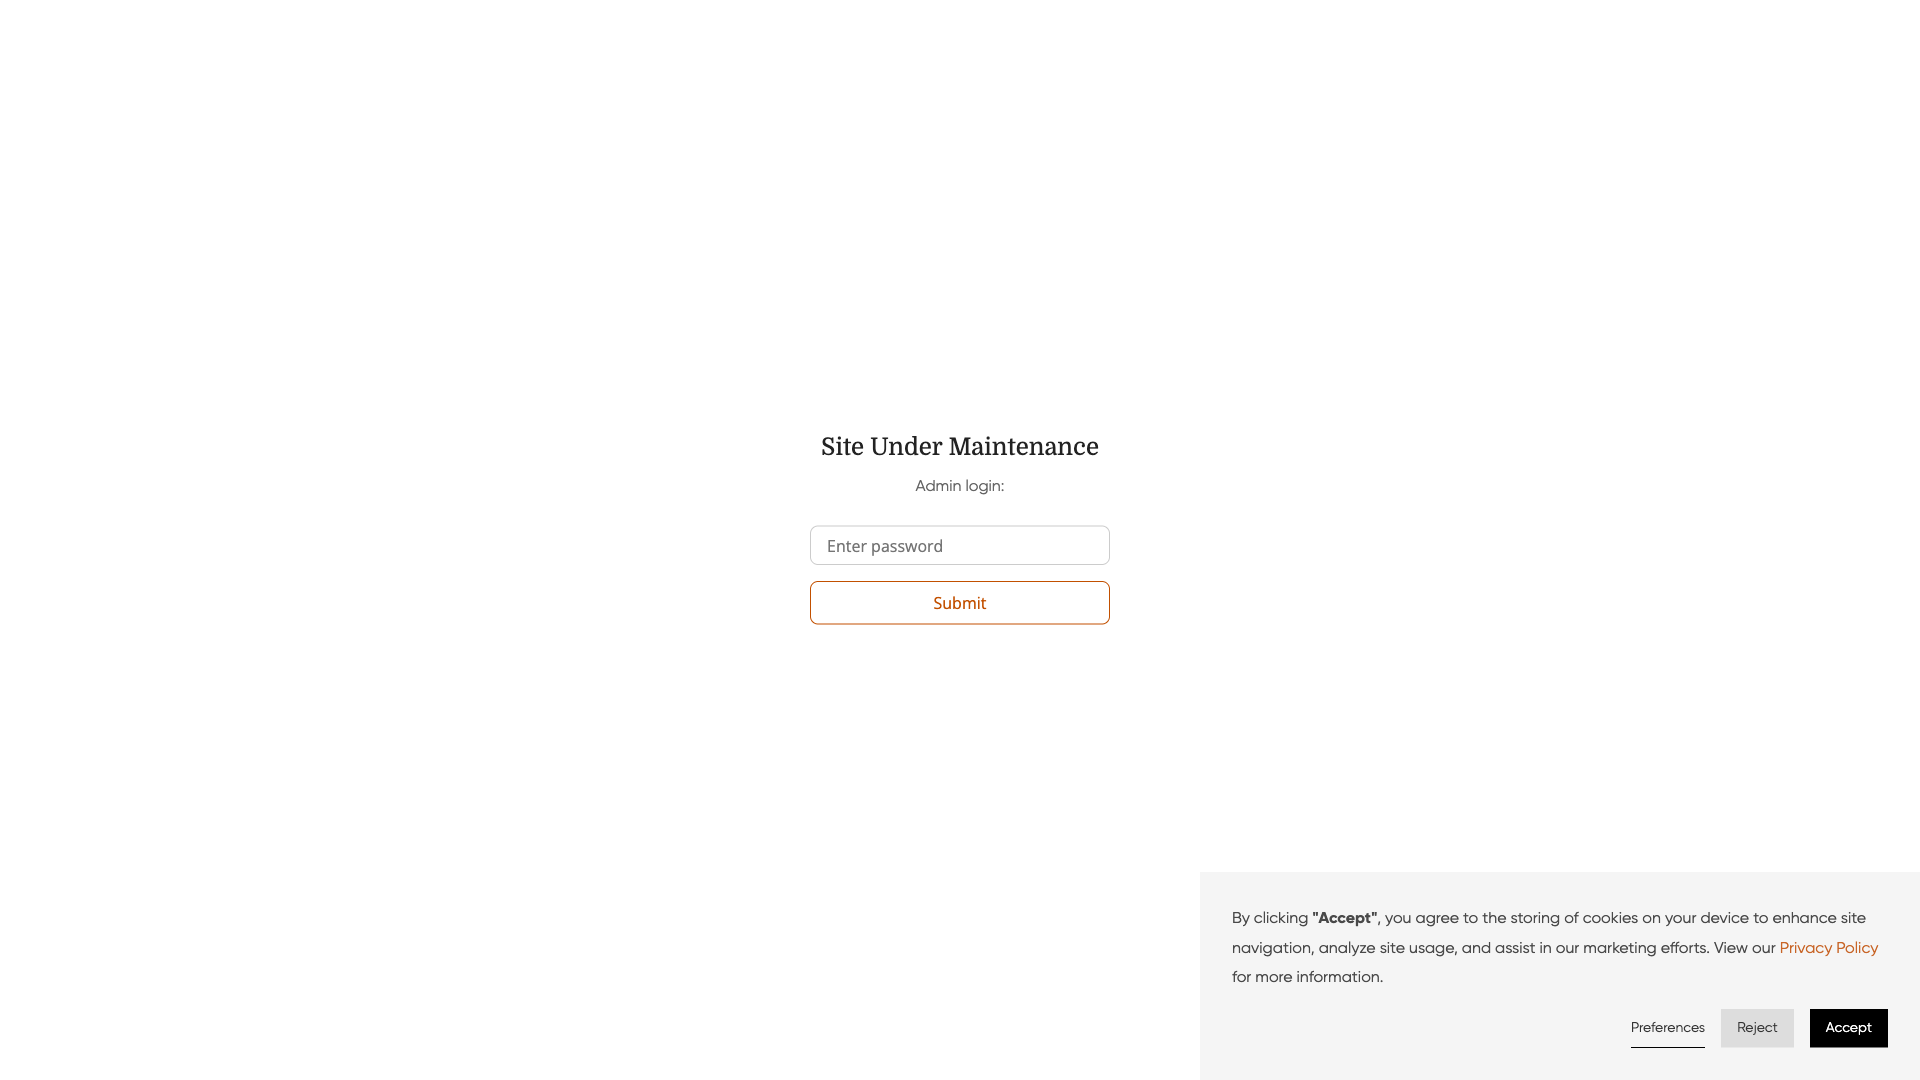 Site Under Maintenance
Admin login:
Enter password
Submit
By clicking "Accept", you agree to the storing of cookies on your device to enhance site
navigation, analyze site usage, and assist in our marketing efforts. View our Privacy Policy
for more information.
Preferences Reject Accept